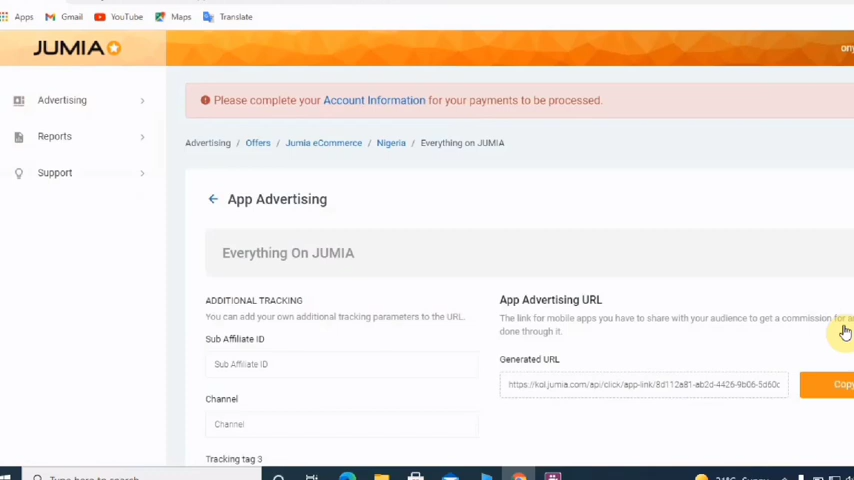 Apps Gmail YouTube Maps Translate
JUMIA
Please complete your Account Information for your payments to be processed.
Advertising
Reports
Support
Advertising / Offers / Jumia eCommerce / Nigeria / Everything on JUMIA
App Advertising
Everything On JUMIA
ADDITIONAL TRACKING
You can add your own additional tracking parameters to the URL.
Sub Affiliate ID
Sub Affiliate ID
Channel
Channel
Tracking tag 3
App Advertising URL
The link for mobile apps you have to share with your audience to get a commission for
done through it.
Generated URL
https://kol.jumia.com/api/click/app-link/8d112a81-ab2d-4426-9b06-5d60c
Copy